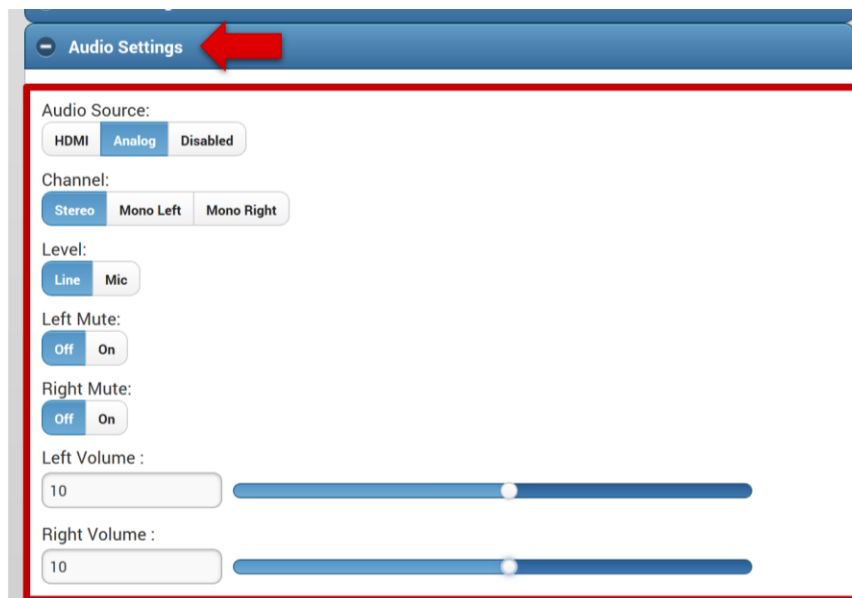 Audio Settings
Audio Source:
HDMI Analog Disabled
Channel:
Stereo Mono Left Mono Right
Level:
Line Mic
Left Mute:
Off On
Right Mute:
Off On
Left Volume :
10
Right Volume :
10